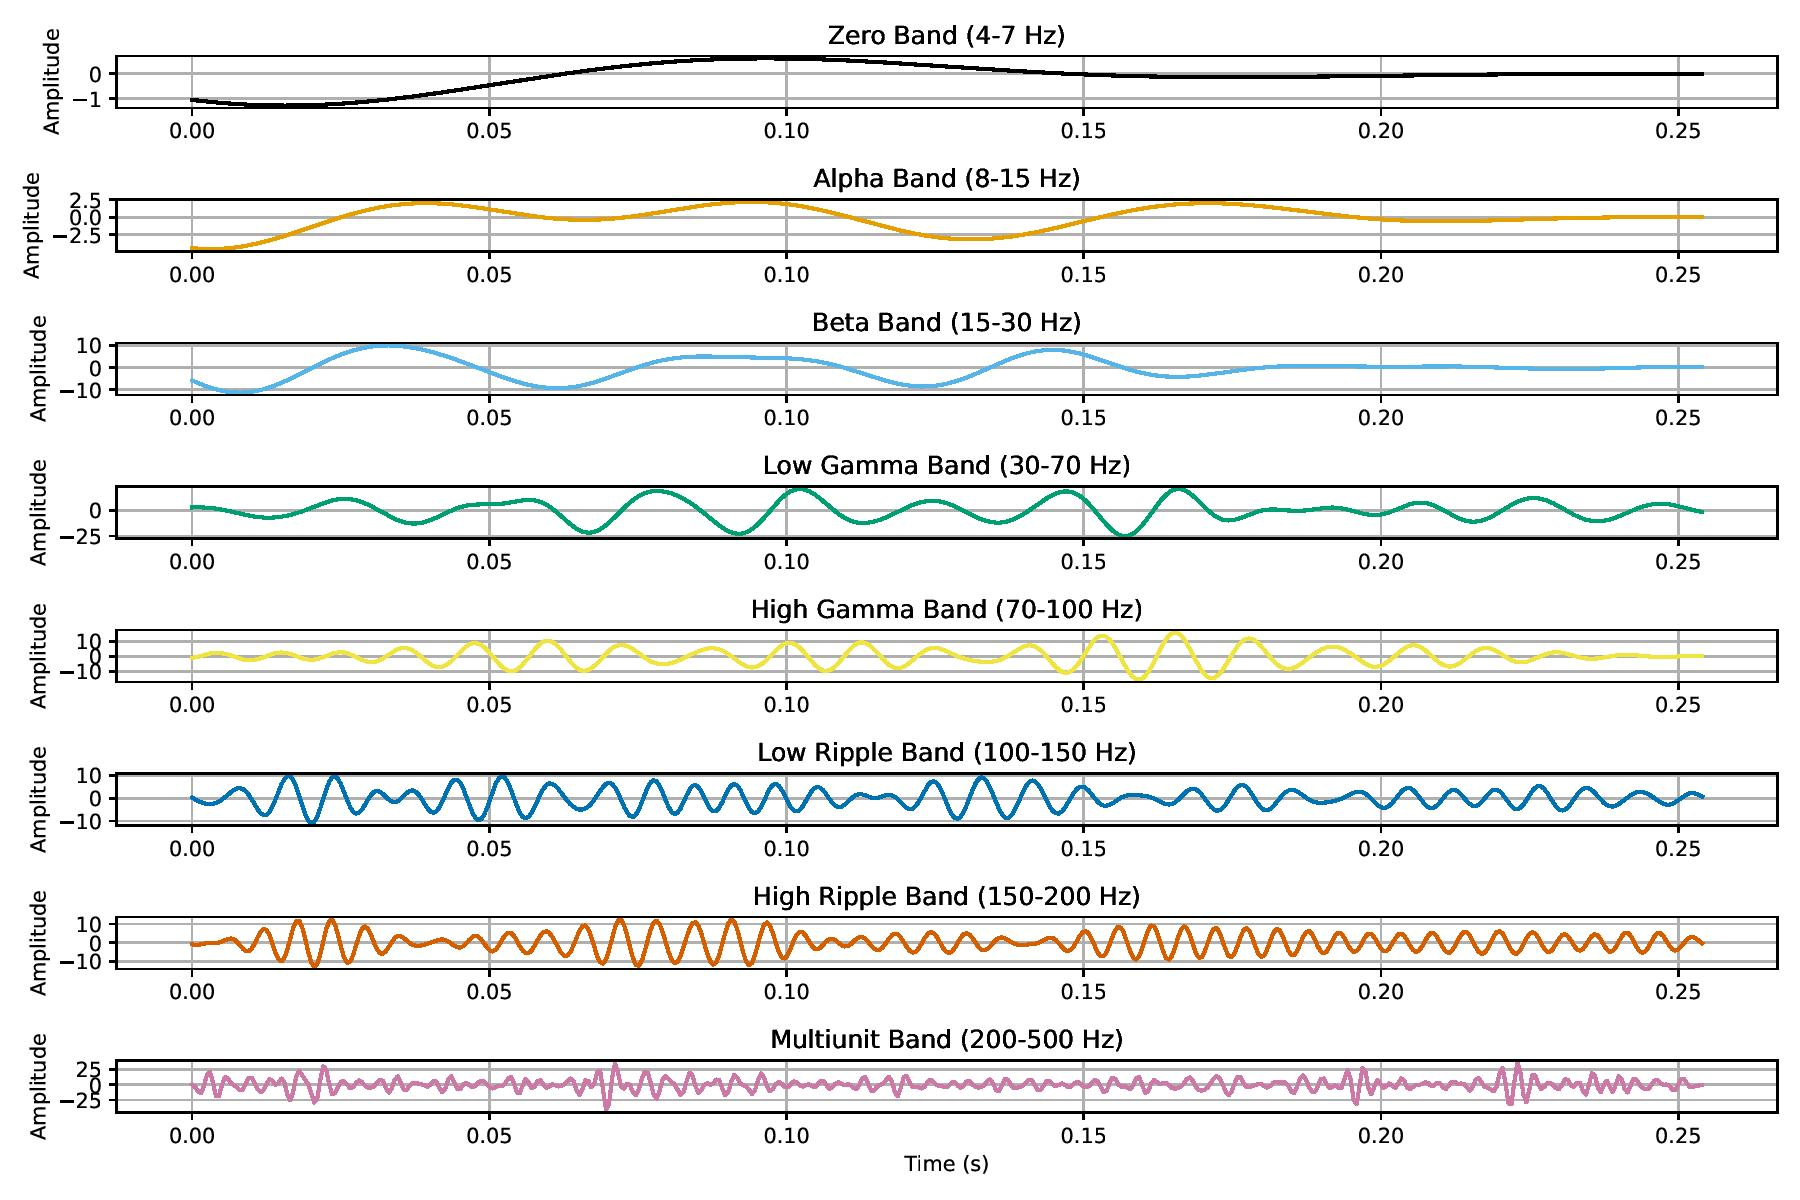 Zero Band (4-7 Hz)
Amplitude
0
−1
0.00 0.05 0.10 0.15 0.20 0.25
Alpha Band (8-15 Hz)
Amplitude
2.5
0.0
−2.5
0.00 0.05 0.10 0.15 0.20 0.25
Beta Band (15-30 Hz)
Amplitude
10
0
−10
0.00 0.05 0.10 0.15 0.20 0.25
Low Gamma Band (30-70 Hz)
Amplitude
0
−25
0.00 0.05 0.10 0.15 0.20 0.25
High Gamma Band (70-100 Hz)
Amplitude
10
0
−10
0.00 0.05 0.10 0.15 0.20 0.25
Low Ripple Band (100-150 Hz)
Amplitude
10
0
−10
0.00 0.05 0.10 0.15 0.20 0.25
High Ripple Band (150-200 Hz)
Amplitude
10
0
−10
0.00 0.05 0.10 0.15 0.20 0.25
Multiunit Band (200-500 Hz)
Amplitude
25
0
−25
0.00 0.05 0.10 0.15 0.20 0.25
Time (s)